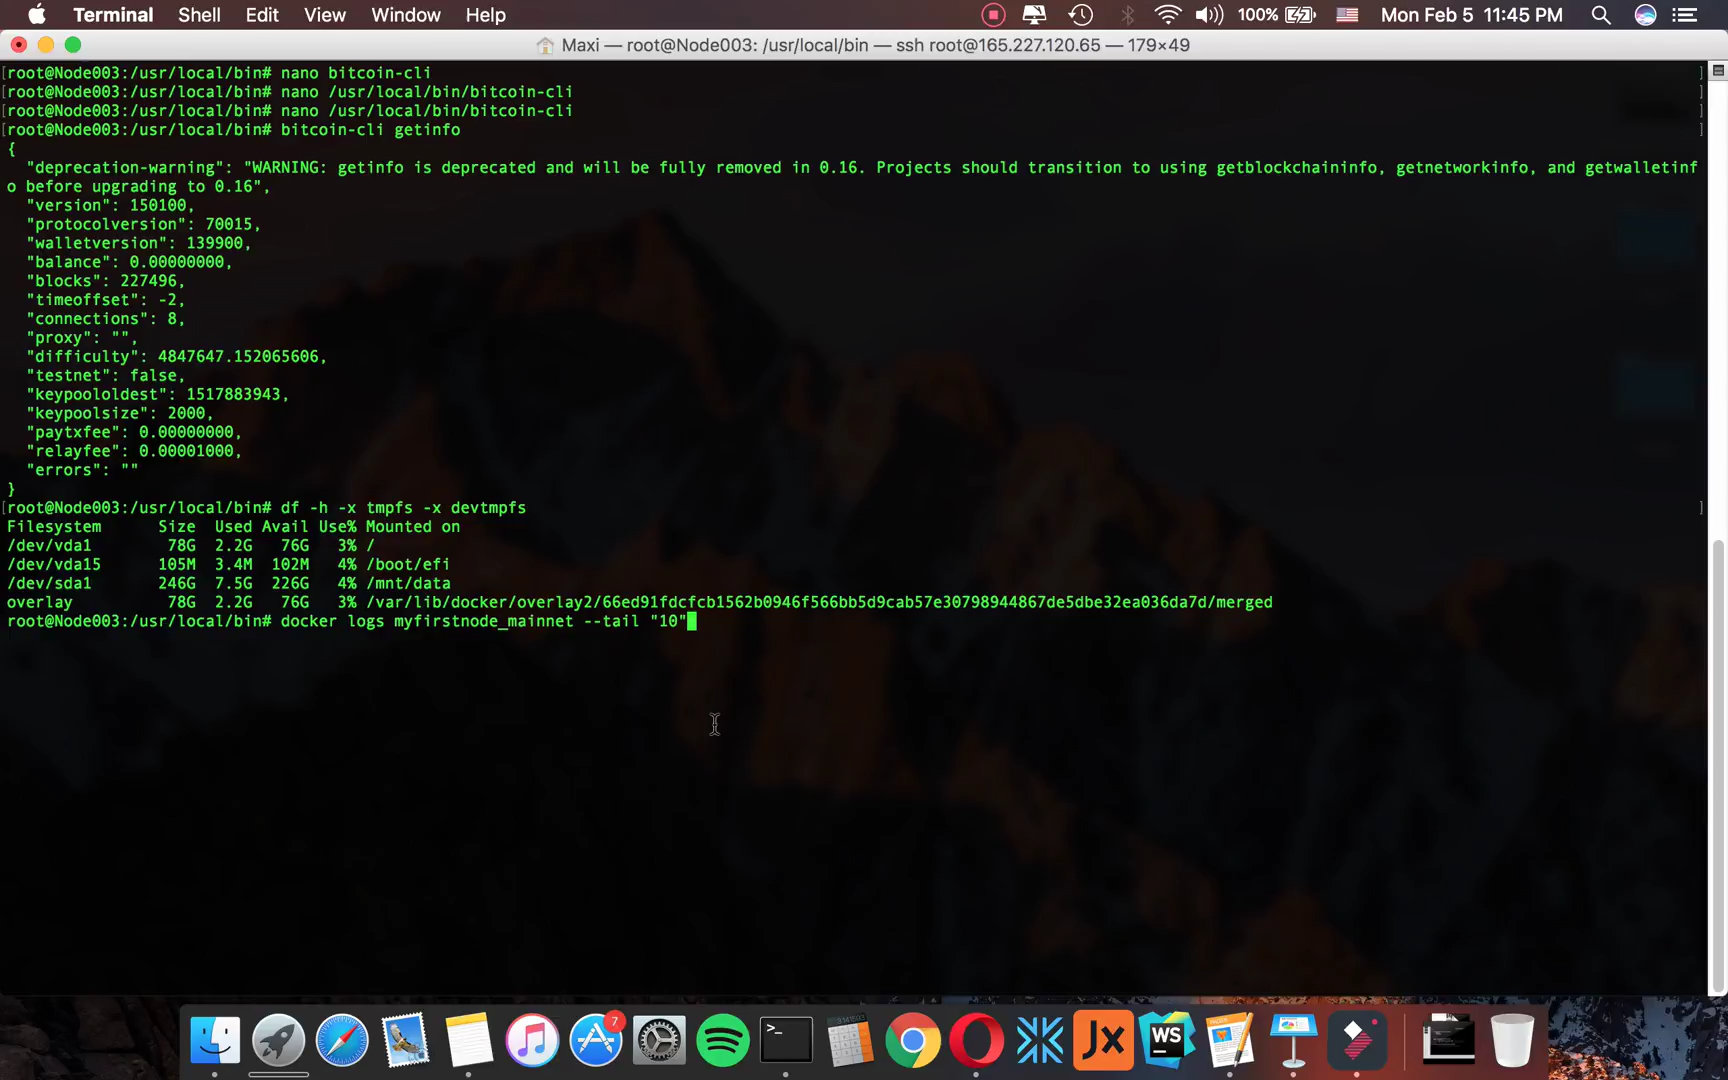 Terminal Shell Edit View Window Help 100% Mon Feb 5 11:45 PM
Maxi — root@Node003: /usr/local/bin — ssh root@165.227.120.65 — 179×49
[root@Node003:/usr/local/bin# nano bitcoin-cli ]
[root@Node003:/usr/local/bin# nano /usr/local/bin/bitcoin-cli ]
[root@Node003:/usr/local/bin# nano /usr/local/bin/bitcoin-cli ]
[root@Node003:/usr/local/bin# bitcoin-cli getinfo ]
{
"deprecation-warning": "WARNING: getinfo is deprecated and will be fully removed in 0.16. Projects should transition to using getblockchaininfo, getnetworkinfo, and getwalletinf
o before upgrading to 0.16",
"version": 150100,
"protocolversion": 70015,
"walletversion": 139900,
"balance": 0.00000000,
"blocks": 227496,
"timeoffset": -2,
"connections": 8,
"proxy": "",
"difficulty": 4847647.152065606,
"testnet": false,
"keypoololdest": 1517883943,
"keypoolsize": 2000,
"paytxfee": 0.00000000,
"relayfee": 0.00001000,
"errors": ""
}
[root@Node003:/usr/local/bin# df -h -x tmpfs -x devtmpfs ]
Filesystem Size Used Avail Use% Mounted on
/dev/vda1 78G 2.2G 76G 3% /
/dev/vda15 105M 3.4M 102M 4% /boot/efi
/dev/sda1 246G 7.5G 226G 4% /mnt/data
overlay 78G 2.2G 76G 3% /var/lib/docker/overlay2/66ed91fdcfcb1562b0946f566bb5d9cab57e30798944867de5dbe32ea036da7d/merged
root@Node003:/usr/local/bin# docker logs myfirstnode_mainnet --tail "10"
7
>_
JX
WS